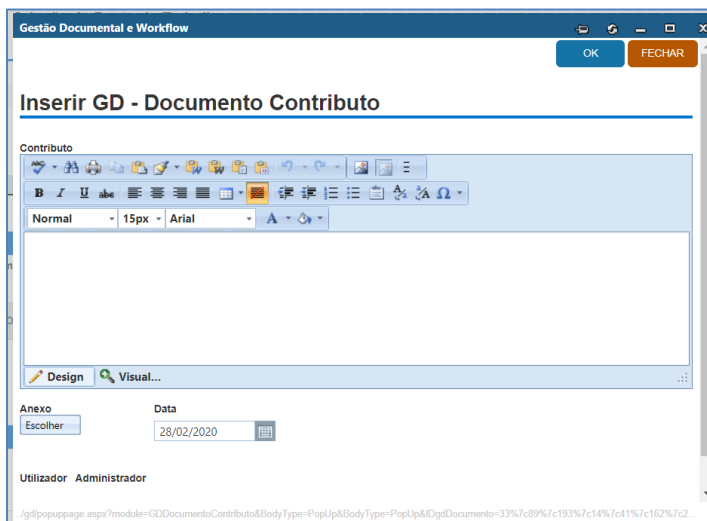 Gestão Documental e Workflow
OK FECHAR
Inserir GD - Documento Contributo
Contributo
ABC
B I U abc
Normal 15px Arial A
Design Visual...
Anexo Data
Escolher 28/02/2020
Utilizador Administrador
../gd/popuppage.aspx?module=GDDocumentoContributo&BodyType=PopUp&BodyType=PopUp&IDgdDocumento=33%7c89%7c193%7c14%7c41%7c162%7c2...